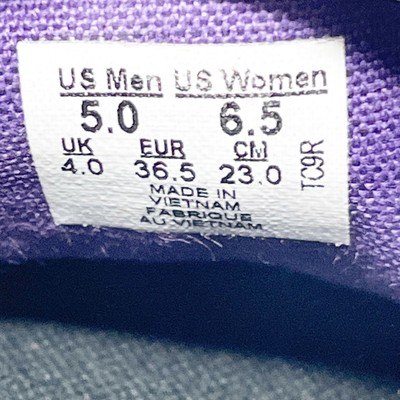 US Men US Women
5.0 6.5
UK EUR CM
4.0 36.5 23.0
MADE IN
VIETNAM
FABRIQUE
AU VIETNAM
TC9R